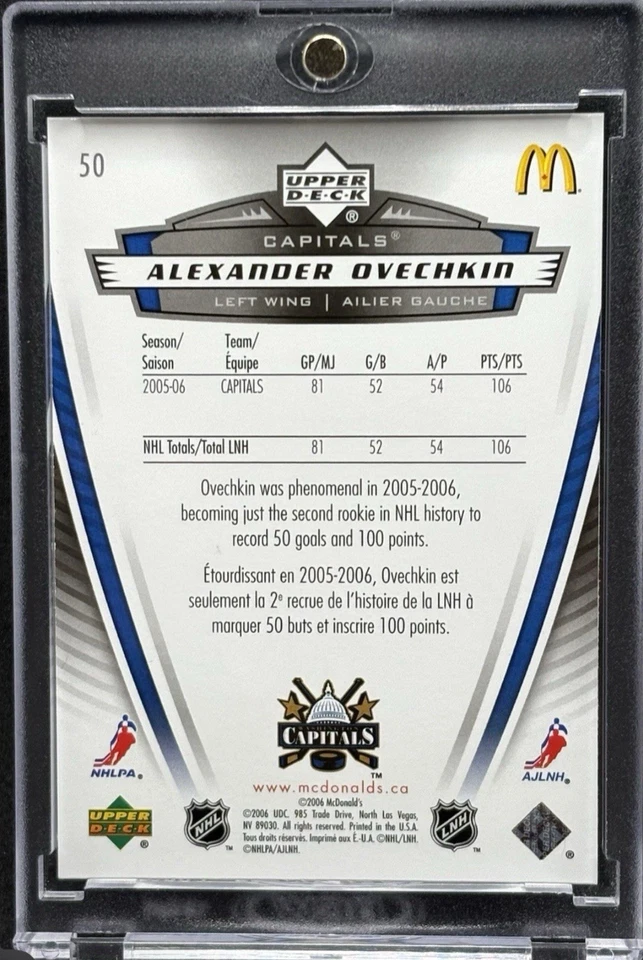 50
UPPER
D·E·C·K
®
M
CAPITALS®
ALEXANDER OVECHKIN
LEFT WING | AILIER GAUCHE
Season/ Team/
Saison Équipe GP/MJ G/B A/P PTS/PTS
2005-06 CAPITALS 81 52 54 106
NHL Totals/Total LNH 81 52 54 106
Ovechkin was phenomenal in 2005-2006,
becoming just the second rookie in NHL history to
record 50 goals and 100 points.
Étourdissant en 2005-2006, Ovechkin est
seulement la 2e recrue de l'histoire de la LNH à
marquer 50 buts et inscrire 100 points.
WASHINGTON
CAPITALS
TM
NHLPA®
AJLNH®
www.mcdonalds.ca
©2006 McDonald's
©2006 UDC. 985 Trade Drive, North Las Vegas,
NV 89030. All rights reserved. Printed in the U.S.A.
Tous droits réservés. Imprimé aux É.-U.A. ©NHL/LNH.
©NHLPA/AJLNH.
UPPER
D·E·C·K
®
NHL
TM
LNH
TM
®